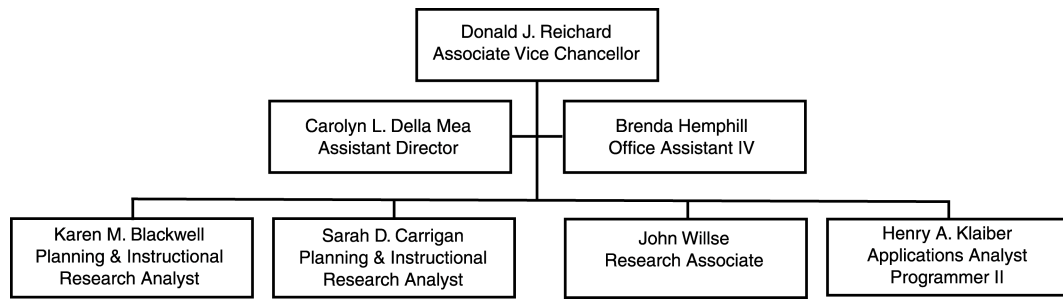 Donald J. Reichard
Associate Vice Chancellor
Carolyn L. Della Mea
Assistant Director
Brenda Hemphill
Office Assistant IV
Karen M. Blackwell
Planning & Instructional
Research Analyst
Sarah D. Carrigan
Planning & Instructional
Research Analyst
John Willse
Research Associate
Henry A. Klaiber
Applications Analyst
Programmer II